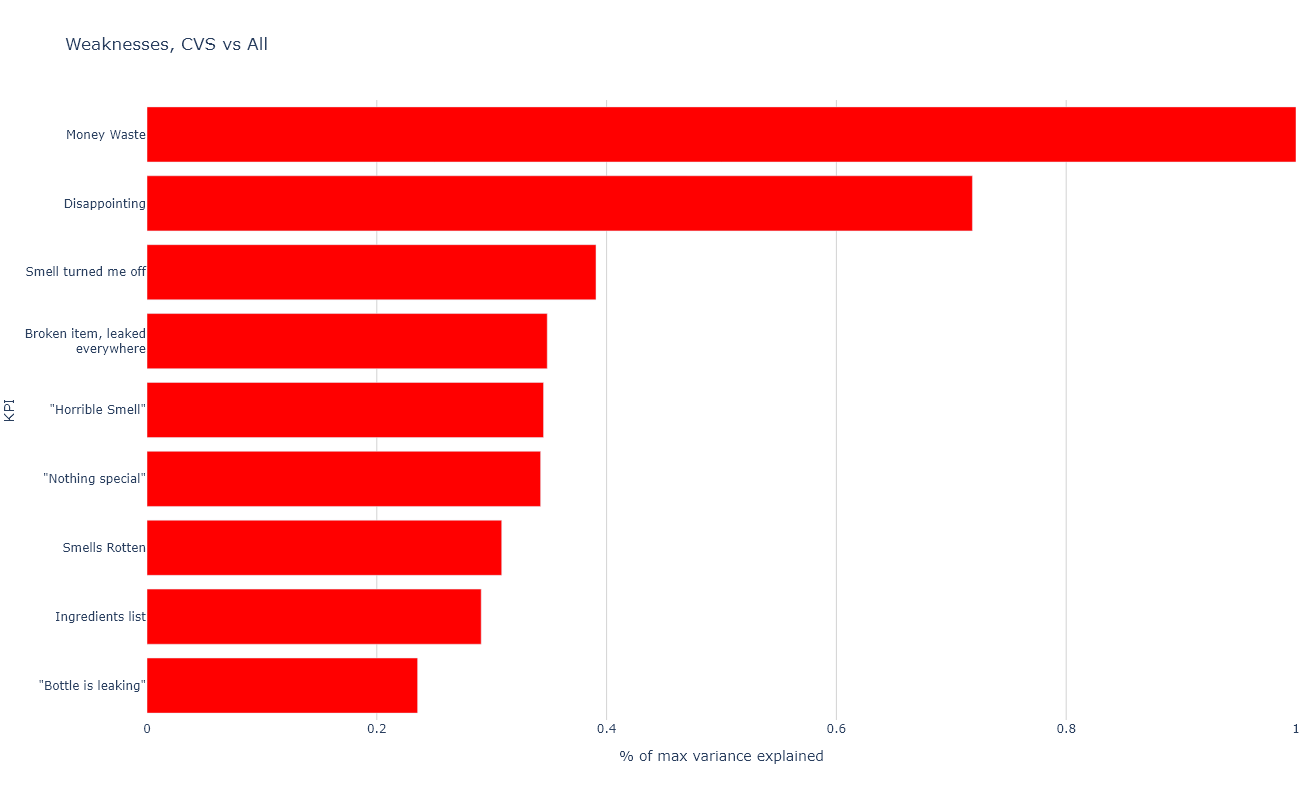 Weaknesses, CVS vs All
Money Waste
Disappointing
Smell turned me off
Broken item, leaked
everywhere
"Horrible Smell"
"Nothing special"
Smells Rotten
Ingredients list
"Bottle is leaking"
KPI
0
0.2
0.4
0.6
0.8
1
% of max variance explained